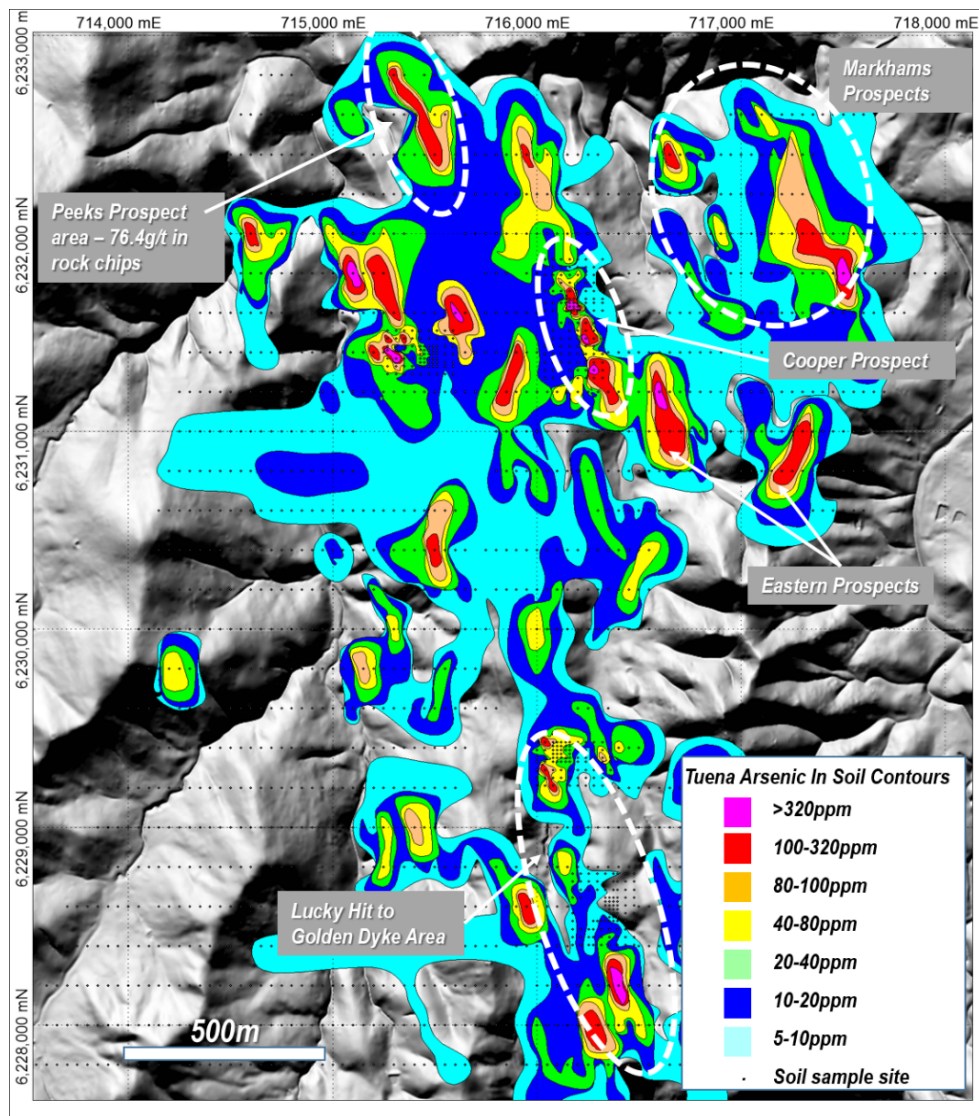 714,000 mE
715,000 mE
716,000 mE
717,000 mE
718,000 mE
6,233,000 m
6,232,000 mN
6,231,000 mN
6,230,000 mN
6,229,000 mN
6,228,000 mN
Markhams
Prospects
Peeks Prospect
area – 76.4g/t in
rock chips
Cooper Prospect
Eastern Prospects
Lucky Hit to
Golden Dyke Area
500m
Tuena Arsenic In Soil Contours
>320ppm
100-320ppm
80-100ppm
40-80ppm
20-40ppm
10-20ppm
5-10ppm
Soil sample site